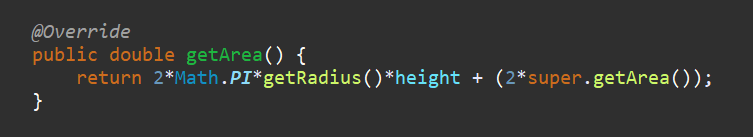 @Override
public double getArea() {
    return 2*Math.PI*getRadius()*height + (2*super.getArea());
}